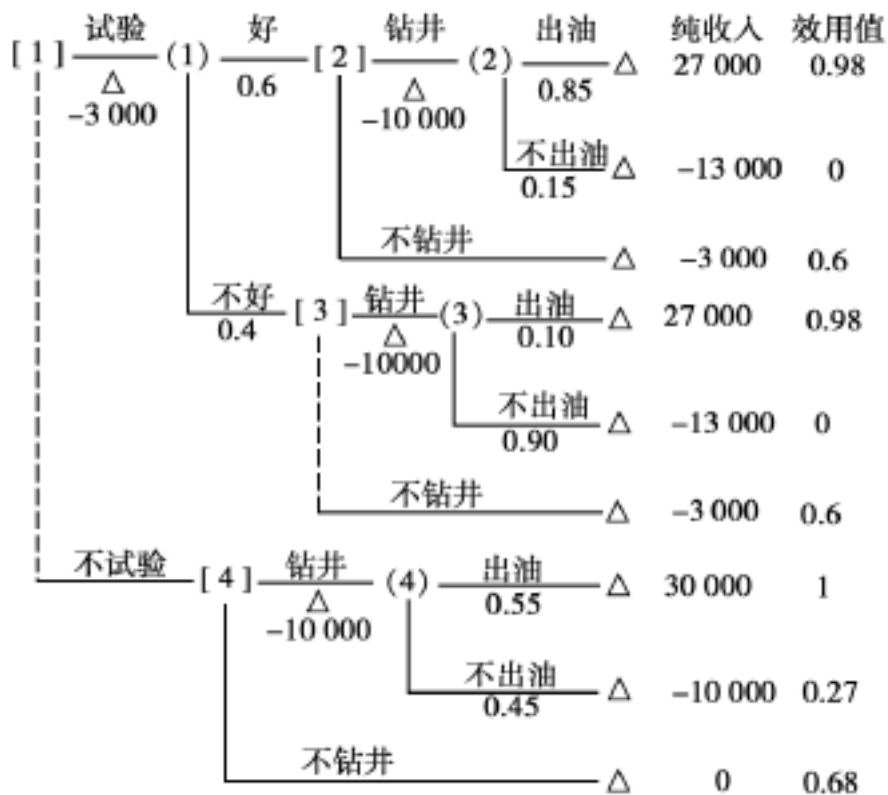 试验 好 钻井 出油 纯收入 效用值
[1] (1) [2] (2) △ 27 000 0.98
△ 0.6 △ 0.85
-3 000 -10 000
不出油 △ -13 000 0
0.15
不钻井 △ -3 000 0.6
不好 [3] 钻井 (3) 出油 △ 27 000 0.98
0.4 △ 0.10
-10000
不出油 △ -13 000 0
0.90
不钻井 △ -3 000 0.6
不试验 [4] 钻井 (4) 出油 △ 30 000 1
△ 0.55
-10 000
不出油 △ -10 000 0.27
0.45
不钻井 △ 0 0.68